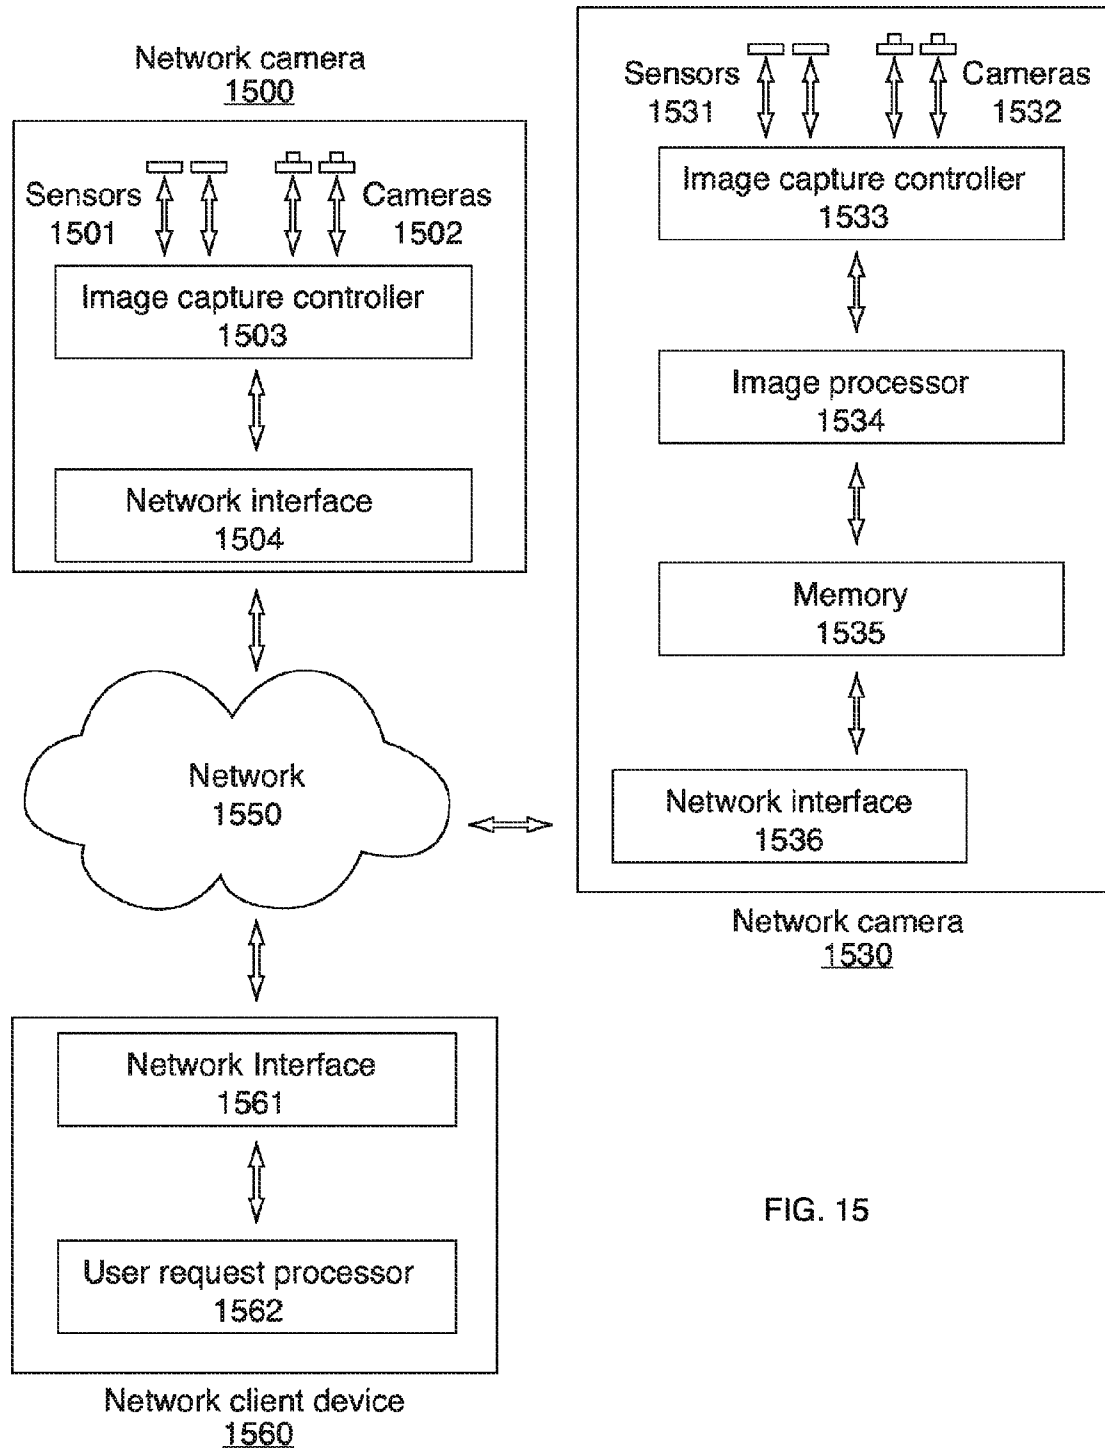 Network camera
1500
Sensors
1501
Cameras
1502
Image capture controller
1503
Network interface
1504
Network
1550
Network Interface
1561
User request processor
1562
Network client device
1560
Sensors
1531
Cameras
1532
Image capture controller
1533
Image processor
1534
Memory
1535
Network interface
1536
Network camera
1530
FIG. 15